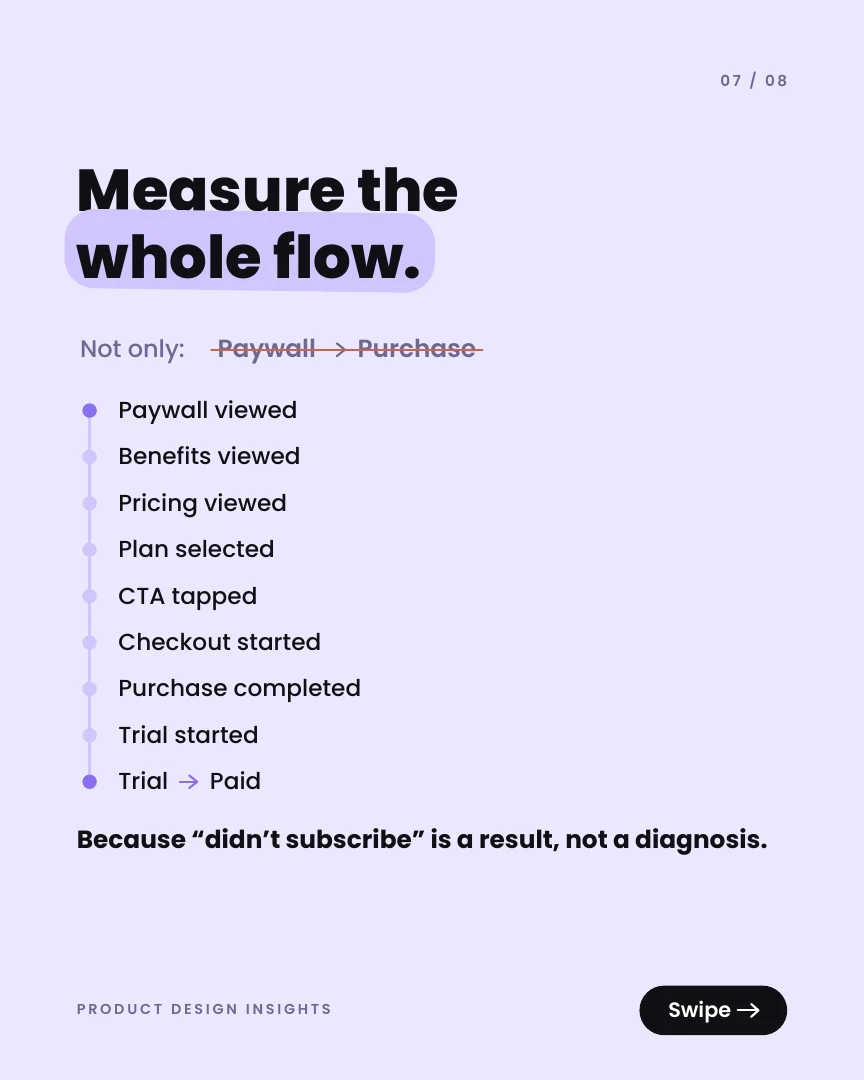 07 / 08
Measure the
whole flow.
Not only: Paywall → Purchase
Paywall viewed
Benefits viewed
Pricing viewed
Plan selected
CTA tapped
Checkout started
Purchase completed
Trial started
Trial → Paid
Because “didn’t subscribe” is a result, not a diagnosis.
PRODUCT DESIGN INSIGHTS
Swipe →